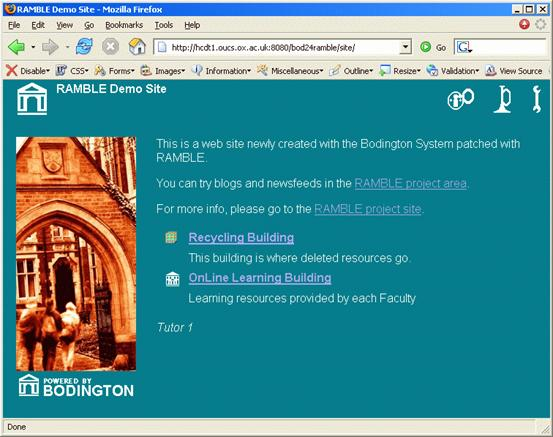 RAMBLE Demo Site - Mozilla Firefox
File Edit View Go Bookmarks Tools Help
http://hcdt1.oucs.ox.ac.uk:8080/bod24ramble/site/ Go G
Disable CSS Forms Images Information Miscellaneous Outline Resize Validation View Source
RAMBLE Demo Site
This is a web site newly created with the Bodington System patched with
RAMBLE.
You can try blogs and newsfeeds in the RAMBLE project area.
For more info, please go to the RAMBLE project site.
Recycling Building
This building is where deleted resources go.
OnLine Learning Building
Learning resources provided by each Faculty
Tutor 1
POWERED BY
BODINGTON
Done